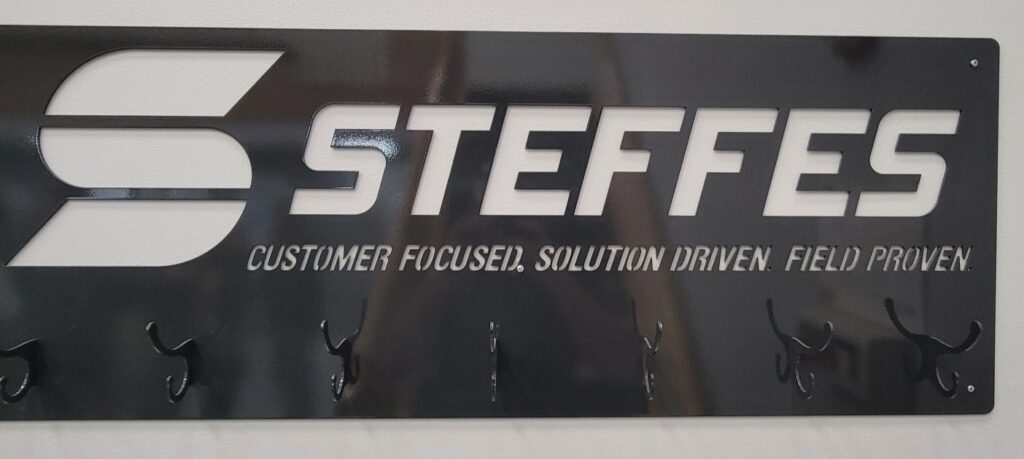 STEFFES
CUSTOMER FOCUSED. SOLUTION DRIVEN. FIELD PROVEN.